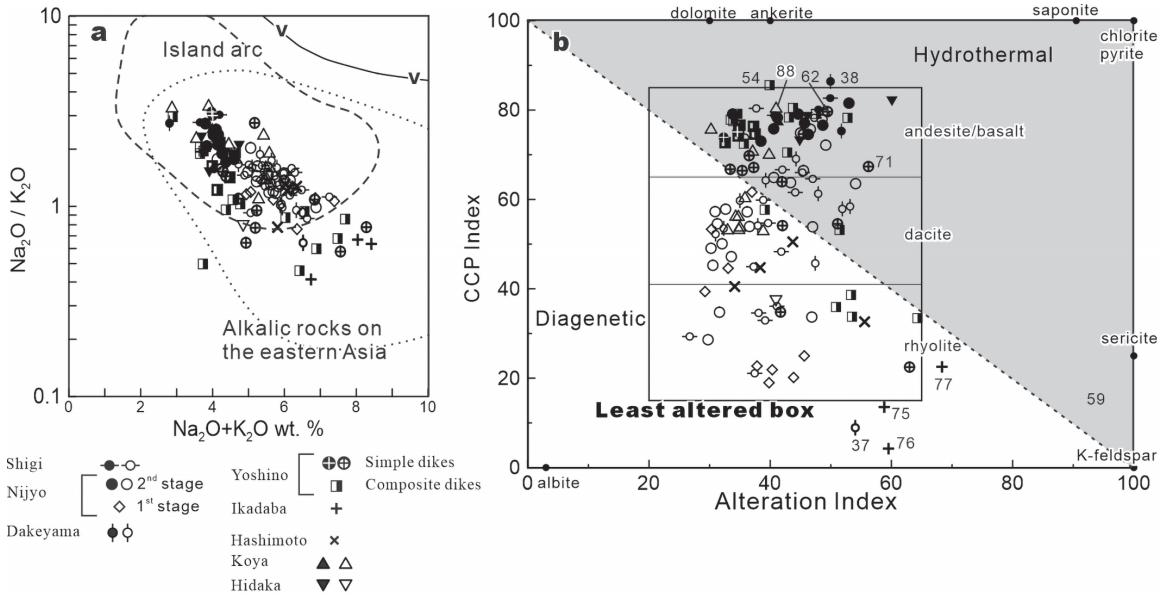 a
Island arc
v
v
Alkalic rocks on
the eastern Asia
10
1
0.1
0
2
4
6
8
10
Na₂O / K₂O
Na₂O+K₂O wt. %
Shigi
Nijyo
2nd stage
1st stage
Dakeyama
Yoshino
Simple dikes
Composite dikes
Ikadaba
Hashimoto
Koya
Hidaka
b
dolomite
ankerite
saponite
chlorite
pyrite
Hydrothermal
54
88
62
38
andesite/basalt
71
dacite
Diagenetic
rhyolite
sericite
77
59
Least altered box
75
37
76
K-feldspar
albite
100
80
60
40
20
0
0
20
40
60
80
100
CCP Index
Alteration Index